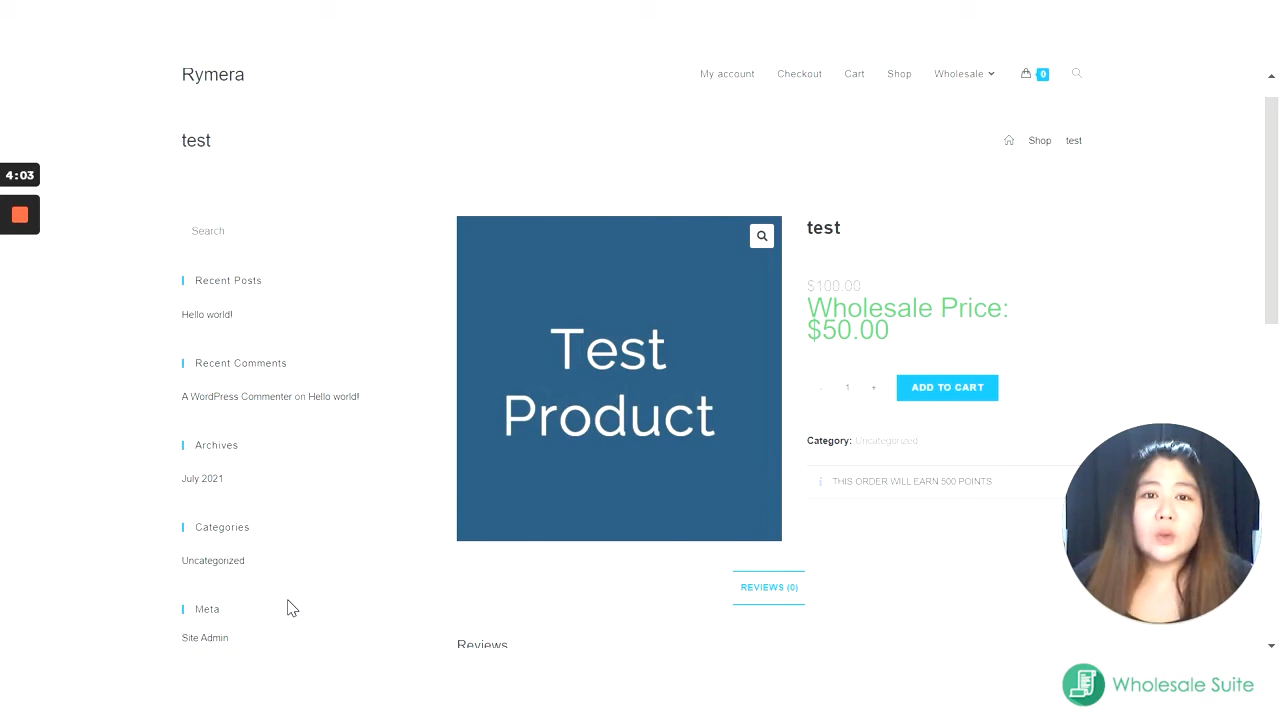 Rymera
My account
Checkout
Cart
Shop
Wholesale
0
test
Shop
test
4:03
Search
Recent Posts
Hello world!
Recent Comments
A WordPress Commenter on Hello world!
Archives
July 2021
Categories
Uncategorized
Meta
Site Admin
Test
Product
test
$100.00
Wholesale Price:
$50.00
- 1 +
ADD TO CART
Category: Uncategorized
THIS ORDER WILL EARN 500 POINTS
REVIEWS (0)
Reviews
Wholesale Suite